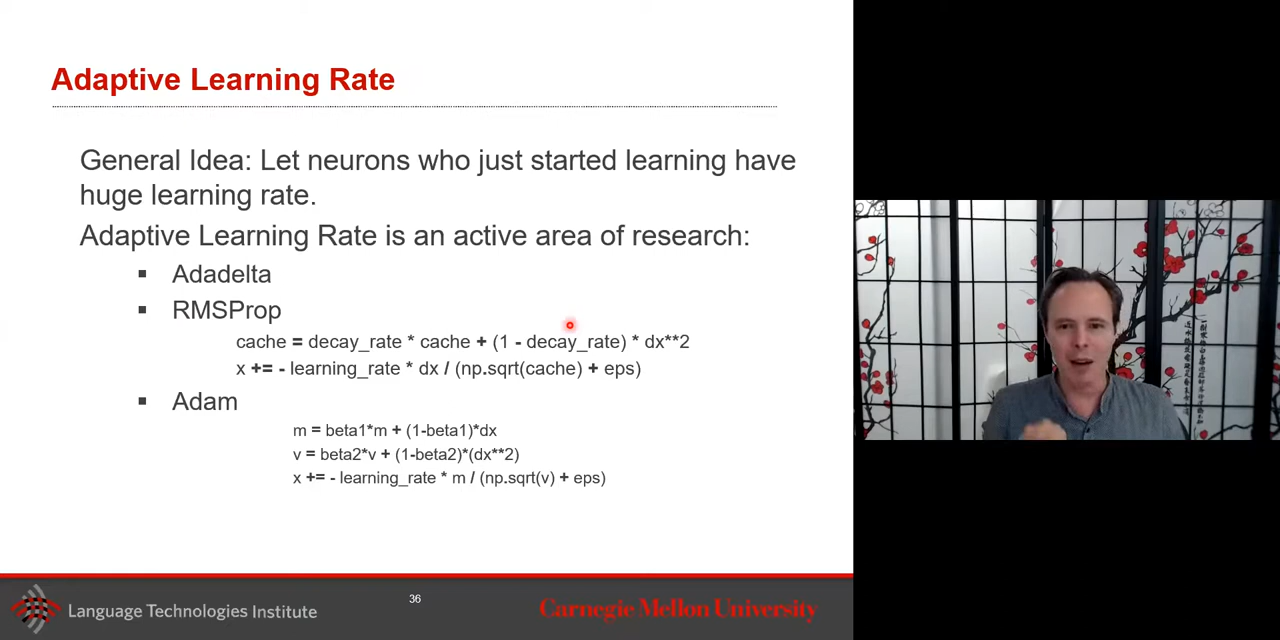 Adaptive Learning Rate
General Idea: Let neurons who just started learning have
huge learning rate.
Adaptive Learning Rate is an active area of research:
▪ Adadelta
▪ RMSProp
cache = decay_rate * cache + (1 - decay_rate) * dx**2
x += - learning_rate * dx / (np.sqrt(cache) + eps)
▪ Adam
m = beta1*m + (1-beta1)*dx
v = beta2*v + (1-beta2)*(dx**2)
x += - learning_rate * m / (np.sqrt(v) + eps)
Language Technologies Institute
36
Carnegie Mellon University